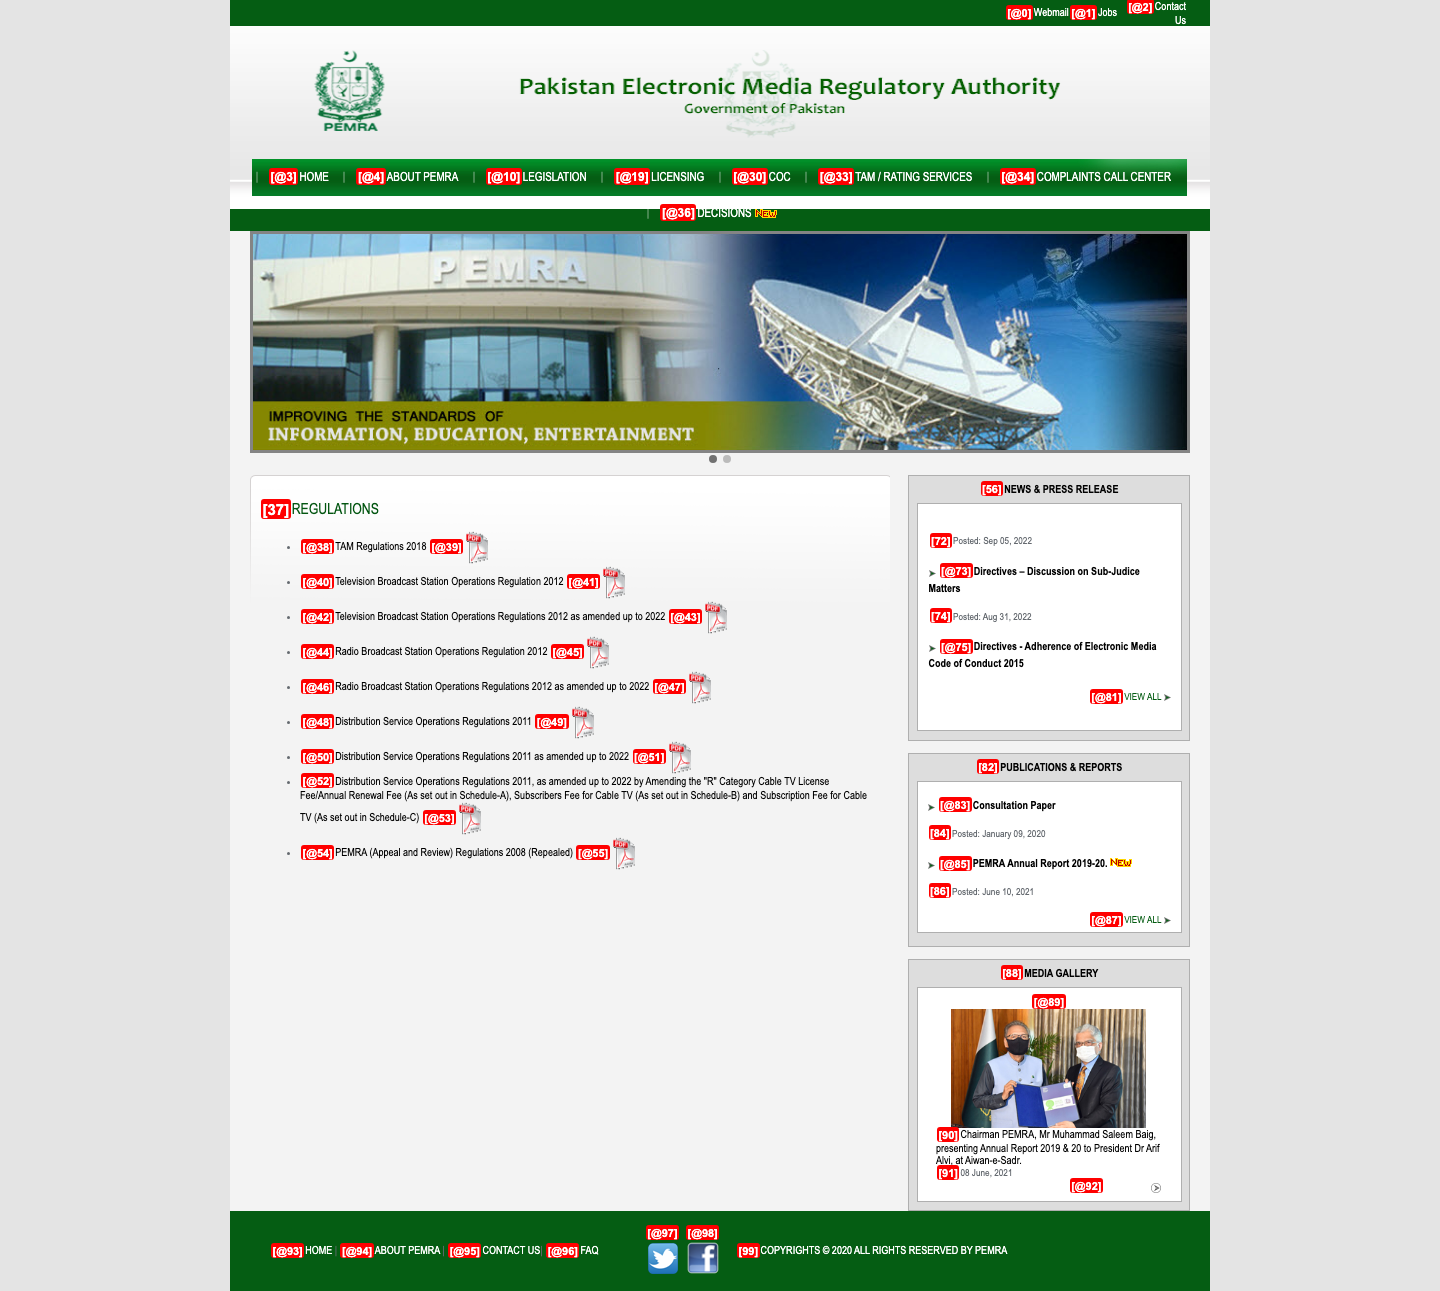 [@0] Webmail [@1] Jobs [@2] Contact Us
PEMRA
Pakistan Electronic Media Regulatory Authority
Government of Pakistan
[@3] HOME [@4] ABOUT PEMRA [@10] LEGISLATION [@19] LICENSING [@30] COC [@33] TAM / RATING SERVICES [@34] COMPLAINTS CALL CENTER
[@36] DECISIONS NEW
PEMRA
IMPROVING THE STANDARDS OF
INFORMATION, EDUCATION, ENTERTAINMENT
[37] REGULATIONS
[@38] TAM Regulations 2018 [@39] PDF
[@40] Television Broadcast Station Operations Regulation 2012 [@41] PDF
[@42] Television Broadcast Station Operations Regulations 2012 as amended up to 2022 [@43] PDF
[@44] Radio Broadcast Station Operations Regulation 2012 [@45] PDF
[@46] Radio Broadcast Station Operations Regulations 2012 as amended up to 2022 [@47] PDF
[@48] Distribution Service Operations Regulations 2011 [@49] PDF
[@50] Distribution Service Operations Regulations 2011 as amended up to 2022 [@51] PDF
[@52] Distribution Service Operations Regulations 2011, as amended up to 2022 by Amending the "R" Category Cable TV License
Fee/Annual Renewal Fee (As set out in Schedule-A), Subscribers Fee for Cable TV (As set out in Schedule-B) and Subscription Fee for Cable
TV (As set out in Schedule-C) [@53] PDF
[@54] PEMRA (Appeal and Review) Regulations 2008 (Repealed) [@55] PDF
[56] NEWS & PRESS RELEASE
[72] Posted: Sep 05, 2022
[@73] Directives – Discussion on Sub-Judice
Matters
[74] Posted: Aug 31, 2022
[@75] Directives - Adherence of Electronic Media
Code of Conduct 2015
[@81] VIEW ALL
[82] PUBLICATIONS & REPORTS
[@83] Consultation Paper
[84] Posted: January 09, 2020
[@85] PEMRA Annual Report 2019-20. NEW
[86] Posted: June 10, 2021
[@87] VIEW ALL
[88] MEDIA GALLERY
[@89]
[90] Chairman PEMRA, Mr Muhammad Saleem Baig,
presenting Annual Report 2019 & 20 to President Dr Arif
Alvi, at Aiwan-e-Sadr.
[91] 08 June, 2021
[@92]
[@93] HOME [@94] ABOUT PEMRA [@95] CONTACT US [@96] FAQ [@97] [@98] [99] COPYRIGHTS © 2020 ALL RIGHTS RESERVED BY PEMRA